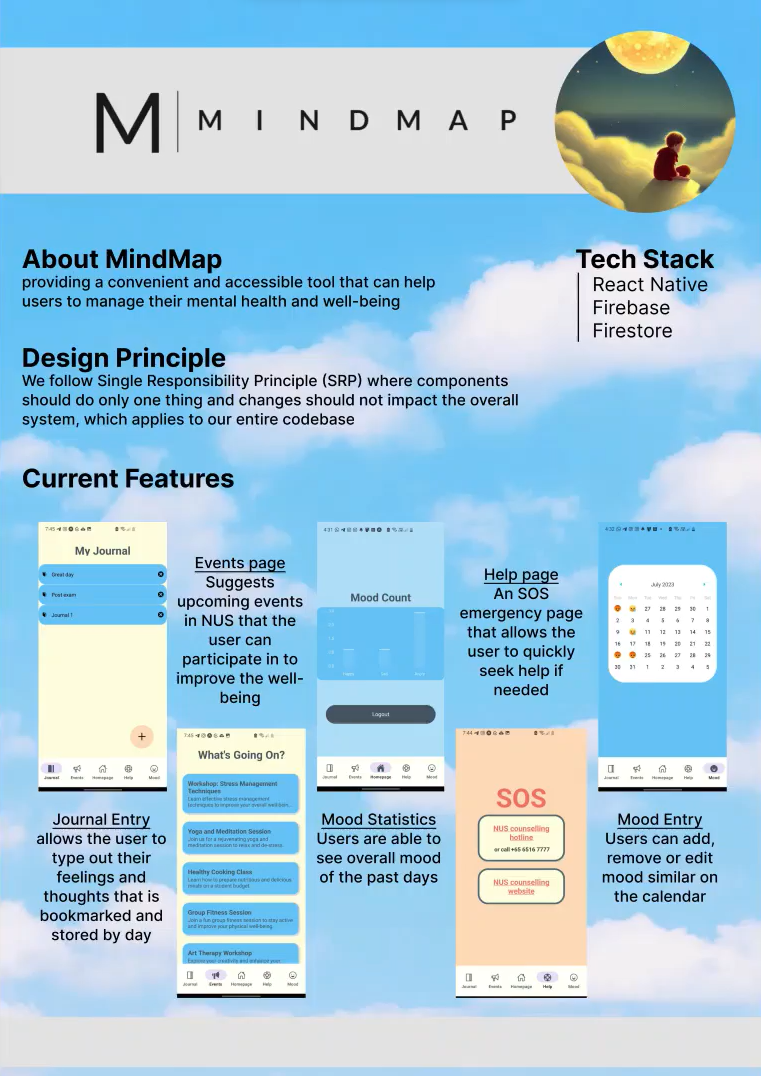 M | M I N D M A P
About MindMap
providing a convenient and accessible tool that can help
users to manage their mental health and well-being
Tech Stack
React Native
Firebase
Firestore
Design Principle
We follow Single Responsibility Principle (SRP) where components
should do only one thing and changes should not impact the overall
system, which applies to our entire codebase
Current Features
7:45
My Journal
Great day
Post exam
Journal 1
+
Journal Events Homepage Help Mood
Journal Entry
allows the user to
type out their
feelings and
thoughts that is
bookmarked and
stored by day
Events page
Suggests
upcoming events
in NUS that the
user can
participate in to
improve the well-
being
7:45
What's Going On?
Workshop: Stress Management
Techniques
Learn effective stress management
techniques to improve your overall well-bein...
Yoga and Meditation Session
Join us for a rejuvenating yoga and
meditation session to relax and de-stress.
Healthy Cooking Class
Learn how to prepare nutritious and delicious
meals on a student budget.
Group Fitness Session
Join a fun group fitness session to stay active
and improve your physical well-being.
Art Therapy Workshop
Explore your creativity and enhance your
Journal Events Homepage Help Mood
4:31
Mood Count
Logout
Journal Events Homepage Help Mood
Mood Statistics
Users are able to
see overall mood
of the past days
Help page
An SOS
emergency page
that allows the
user to quickly
seek help if
needed
7:44
SOS
NUS counselling
hotline
or call +65 6516 7777
NUS counselling
website
Journal Events Homepage Help Mood
4:32
July 2023
Sun Mon Tue Wed Thu Fri Sat
27 28 29 30 1
2 3 4 5 6 7 8
9 11 12 13 14 15
16 17 18 19 20 21 22
25 26 27 28 29
30 31 1 2 3 4 5
Journal Events Homepage Help Mood
Mood Entry
Users can add,
remove or edit
mood similar on
the calendar